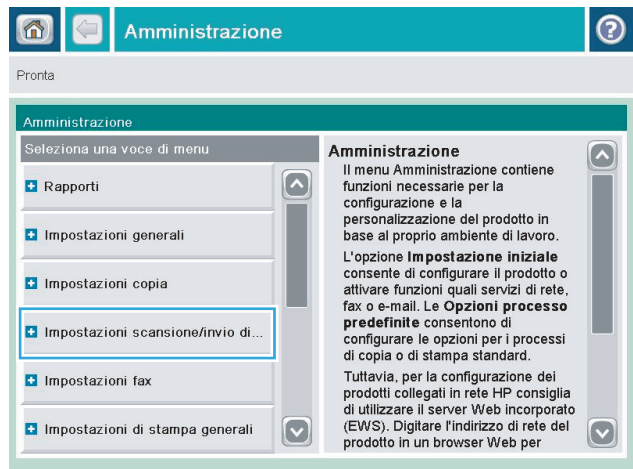 Amministrazione
Pronta
Amministrazione
Seleziona una voce di menu
Rapporti
Impostazioni generali
Impostazioni copia
Impostazioni scansione/invio di...
Impostazioni fax
Impostazioni di stampa generali
Amministrazione
Il menu Amministrazione contiene
funzioni necessarie per la
configurazione e la
personalizzazione del prodotto in
base al proprio ambiente di lavoro.
L'opzione Impostazione iniziale
consente di configurare il prodotto o
attivare funzioni quali servizi di rete,
fax o e-mail. Le Opzioni processo
predefinite consentono di
configurare le opzioni per i processi
di copia o di stampa standard.
Tuttavia, per la configurazione dei
prodotti collegati in rete HP consiglia
di utilizzare il server Web incorporato
(EWS). Digitare l'indirizzo di rete del
prodotto in un browser Web per